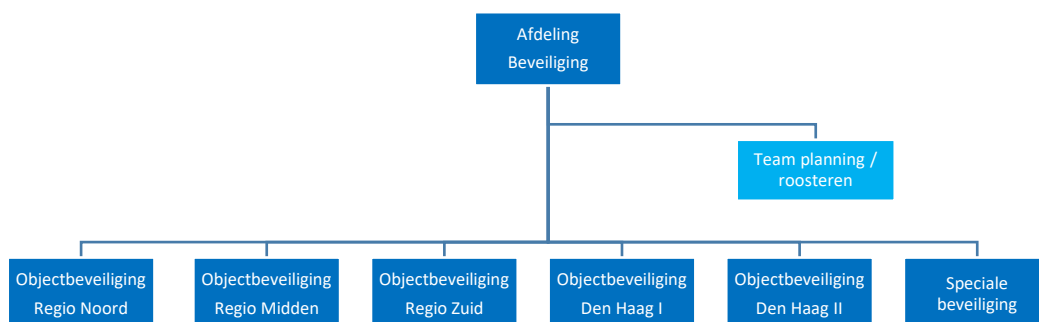 Afdeling
Beveiliging
Team planning /
roosteren
Objectbeveiliging
Regio Noord
Objectbeveiliging
Regio Midden
Objectbeveiliging
Regio Zuid
Objectbeveiliging
Den Haag I
Objectbeveiliging
Den Haag II
Speciale
beveiliging